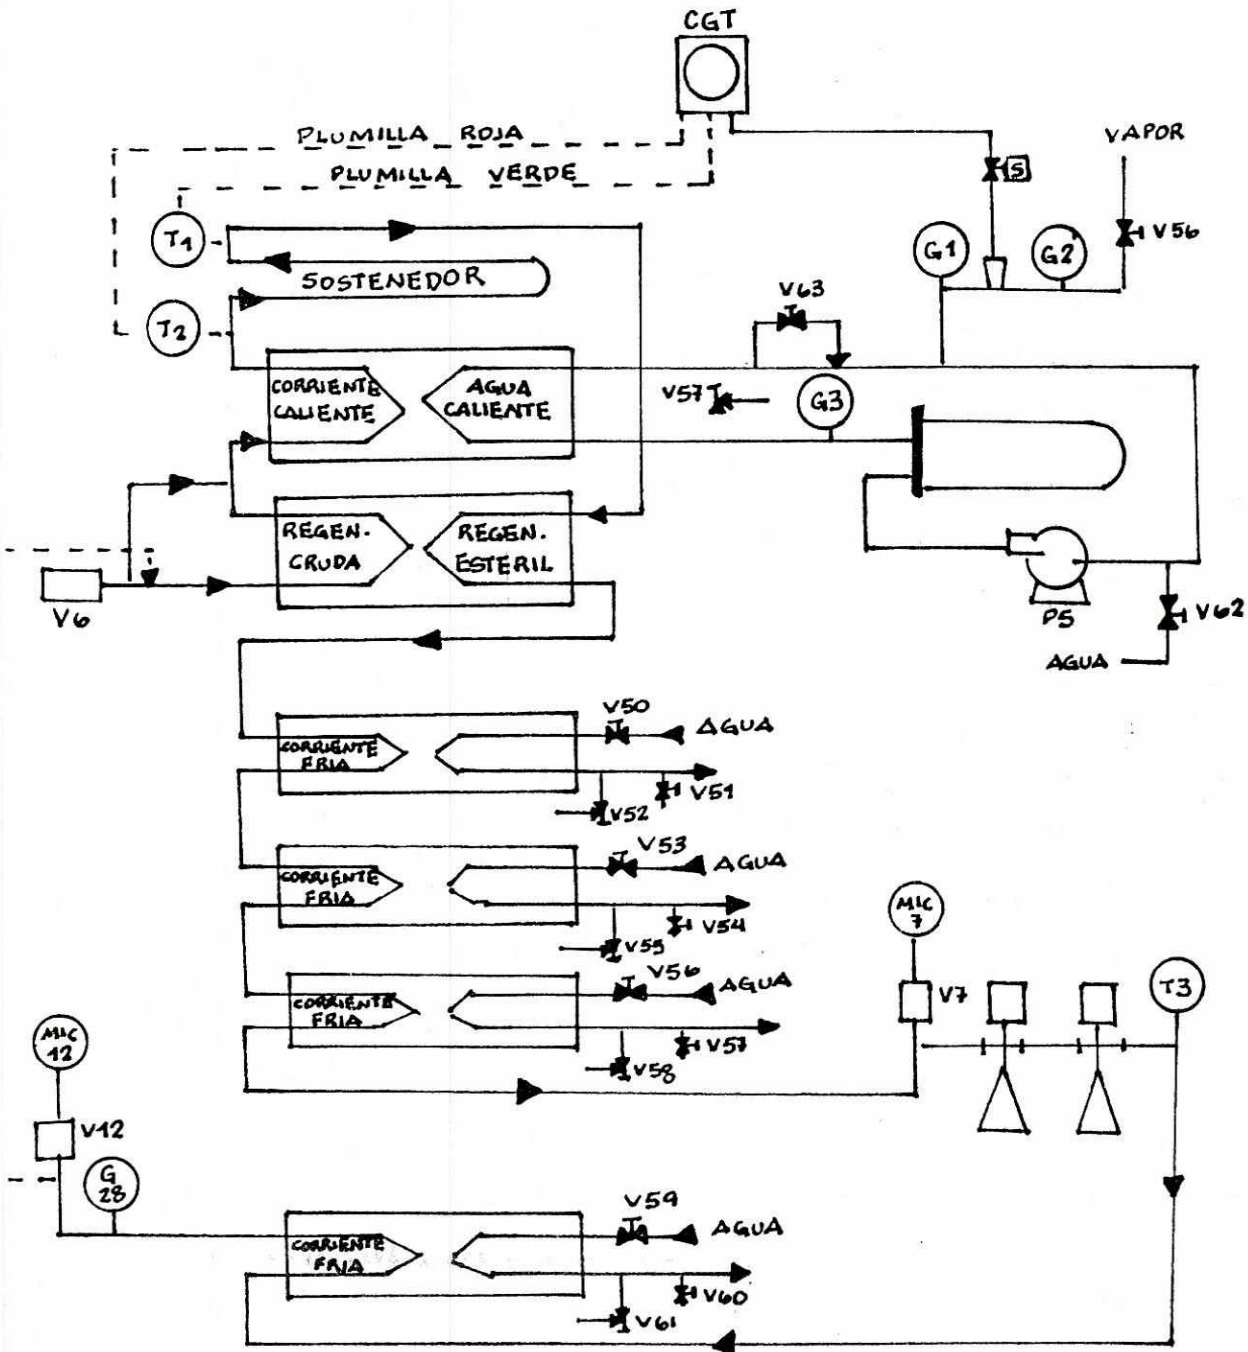 CGT
PLUMILLA ROJA
VAPOR
PLUMILLA VERDE
S
V56
T1
G1
G2
SOSTENEDOR
V63
T2
CORRIENTE
CALIENTE
AGUA
CALIENTE
V57
G3
REGEN.
CRUDA
REGEN.
ESTERIL
V6
P5
V62
AGUA
V50
AGUA
CORRIENTE
FRIA
V52
V51
V53
AGUA
CORRIENTE
FRIA
V55
V54
MIC
7
V56
AGUA
V7
T3
CORRIENTE
FRIA
V58
V57
MIC
12
V12
G
28
V59
AGUA
CORRIENTE
FRIA
V61
V60